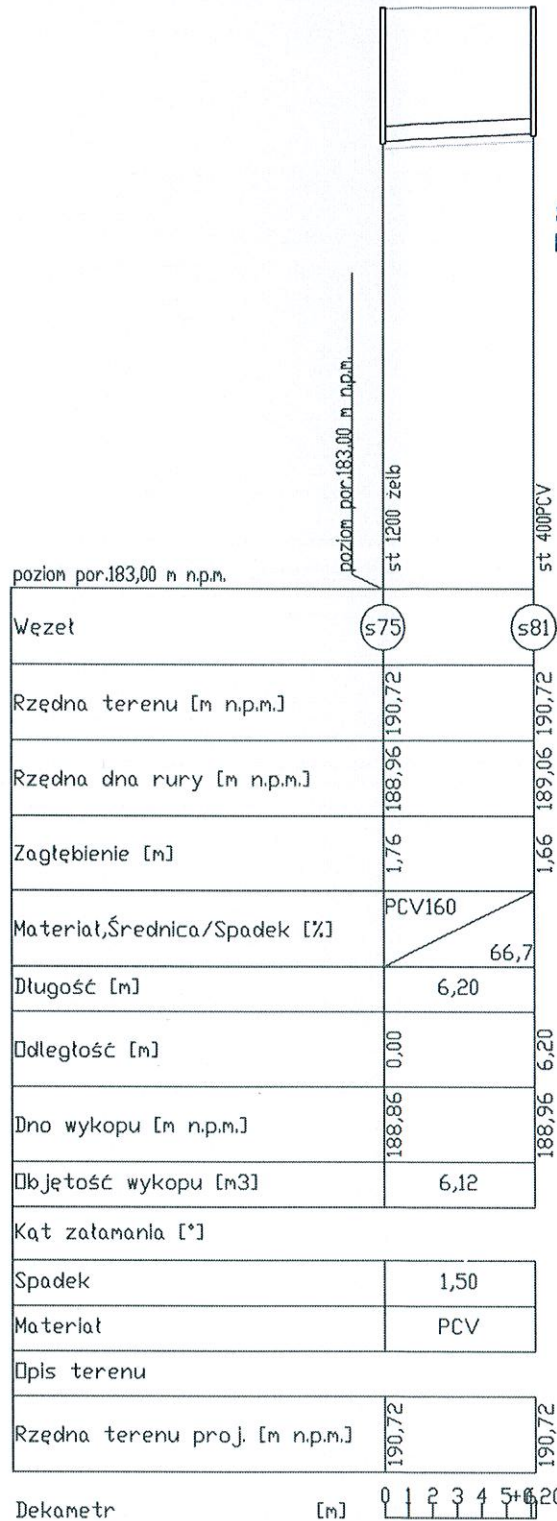 poziom por.183,00 m n.p.m.
st 1200 żelb
st 400PCV
poziom por.183,00 m n.p.m.
Węzeł s75 s81
Rzędna terenu [m n.p.m.] 190,72 190,72
Rzędna dna rury [m n.p.m.] 188,96 189,06
Zagłębienie [m] 1,76 1,66
Materiał,Średnica/Spadek [%] PCV160 66,7
Długość [m] 6,20
Odległość [m] 0,00 6,20
Dno wykopu [m n.p.m.] 188,86 188,96
Objętość wykopu [m3] 6,12
Kąt załamania [°]
Spadek 1,50
Materiał PCV
Opis terenu
Rzędna terenu proj. [m n.p.m.] 190,72 190,72
Dekametr [m] 0 1 2 3 4 5+6,20